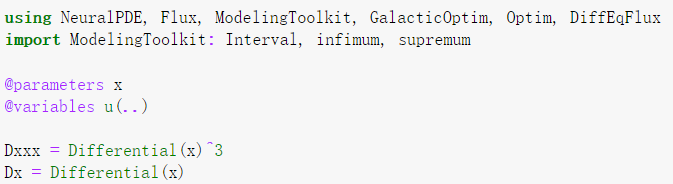 using NeuralPDE, Flux, ModelingToolkit, GalacticOptim, Optim, DiffEqFlux
import ModelingToolkit: Interval, infimum, supremum
@parameters x
@variables u(..)
Dxxx = Differential(x)^3
Dx = Differential(x)